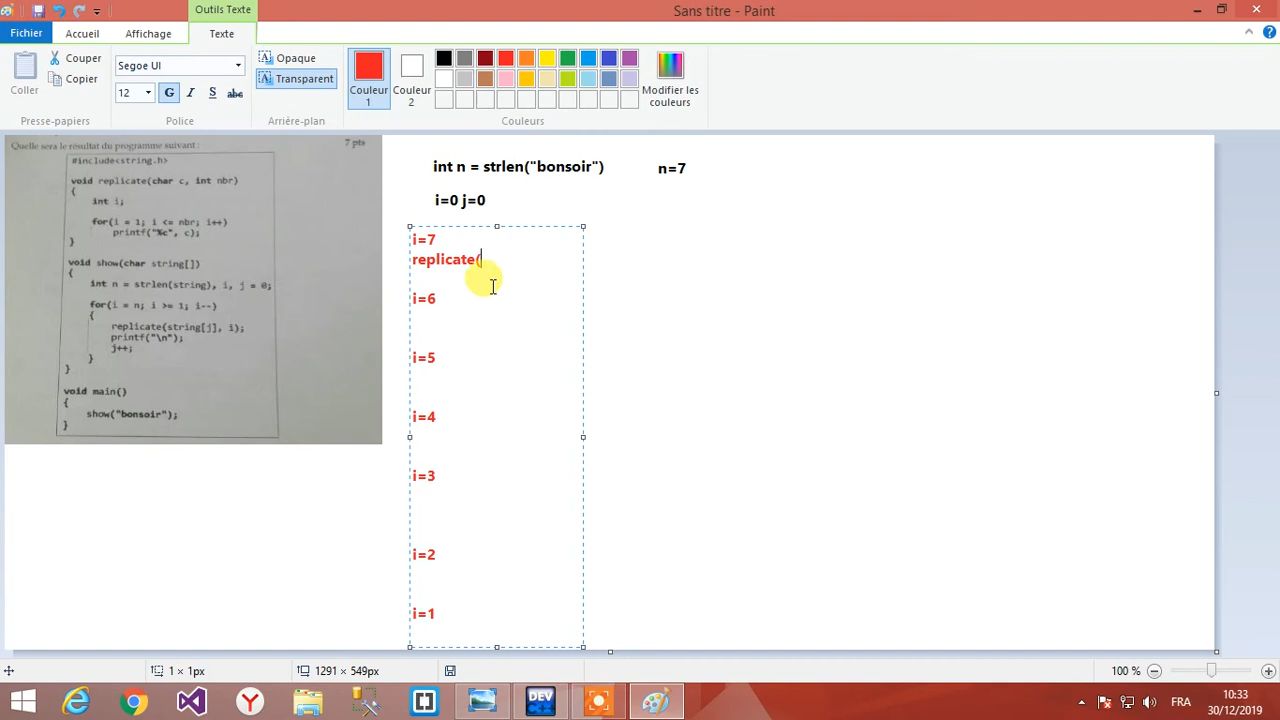 Outils Texte
Sans titre - Paint
Fichier
Accueil
Affichage
Texte
Coller
Couper
Copier
Presse-papiers
Segoe UI
12
G I S abc
Police
Opaque
Transparent
Arrière-plan
Couleur 1
Couleur 2
Modifier les couleurs
Couleurs
Quelle sera le résultat du programme suivant : 7 pts
#include<string.h>
void replicate(char c, int nbr)
{
int i;
for(i = 1; i <= nbr; i++)
printf("%c", c);
}
void show(char string[])
{
int n = strlen(string), i, j = 0;
for(i = n; i >= 1; i--)
{
replicate(string[j], i);
printf("\n");
j++;
}
}
void main()
{
show("bonsoir");
}
int n = strlen("bonsoir") n=7
i=0 j=0
i=7
replicate(
i=6
i=5
i=4
i=3
i=2
i=1
1 × 1px
1291 × 549px
100 %
DEV
FRA
10:33
30/12/2019